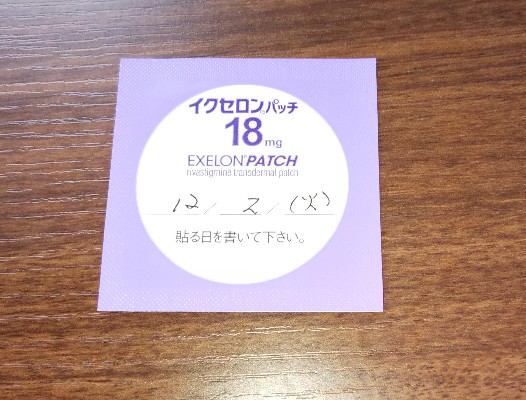 イクセロンパッチ
18mg
EXELON PATCH
rivastigmine transdermal patch
12 / 2 / (火)
貼る日を書いて下さい。